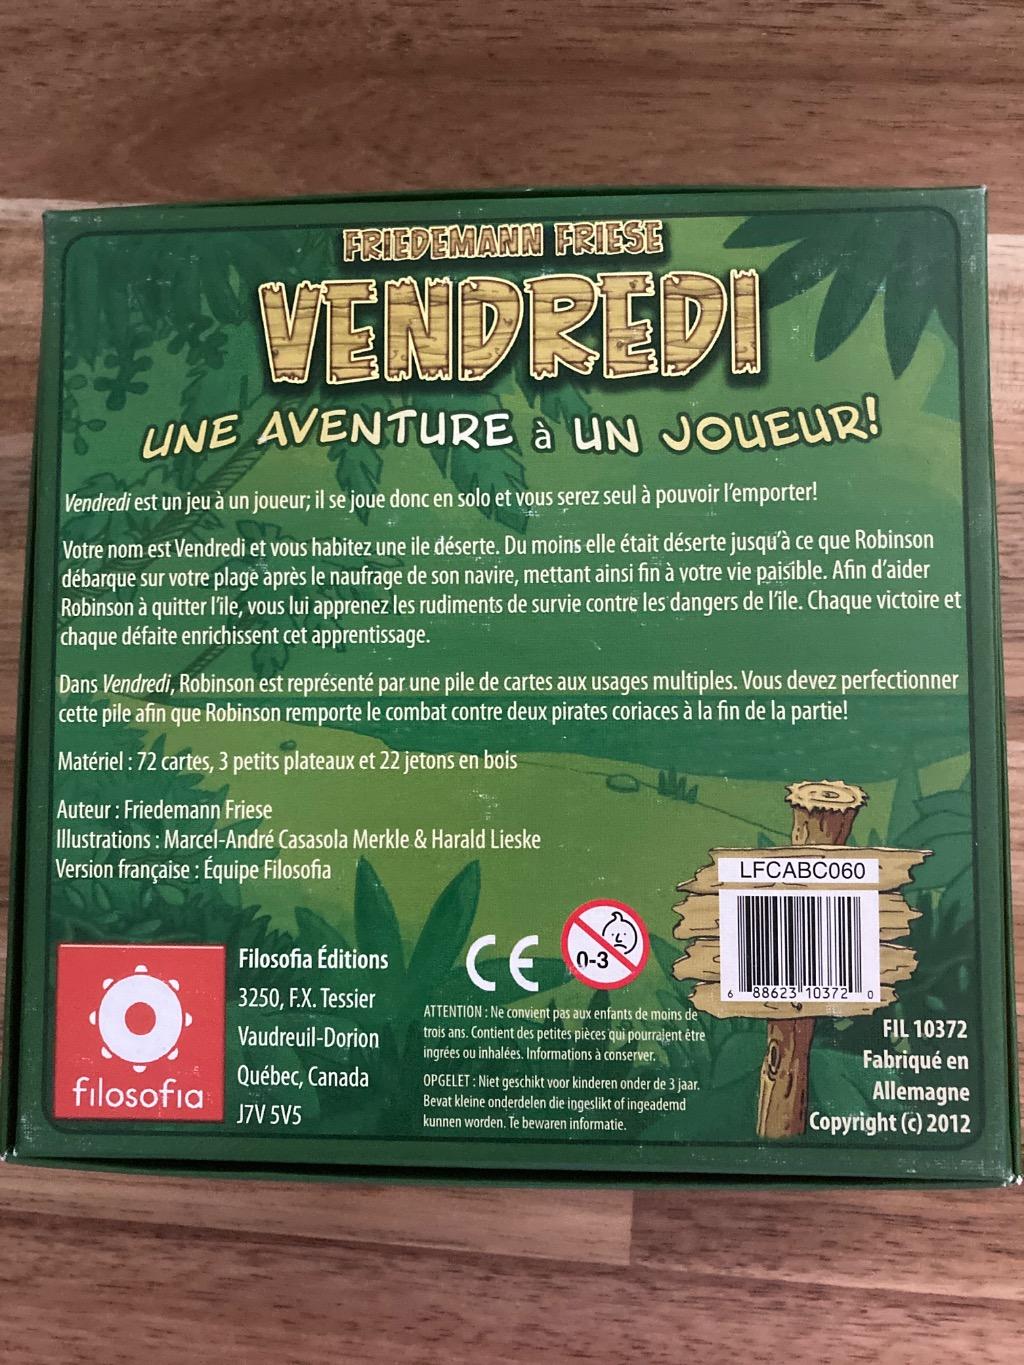 FRIEDEMANN FRIESE
VENDREDI
UNE AVENTURE à UN JOUEUR!
Vendredi est un jeu à un joueur; il se joue donc en solo et vous serez seul à pouvoir l'emporter!
Votre nom est Vendredi et vous habitez une ile déserte. Du moins elle était déserte jusqu'à ce que Robinson
débarque sur votre plage après le naufrage de son navire, mettant ainsi fin à votre vie paisible. Afin d'aider
Robinson à quitter l'ile, vous lui apprenez les rudiments de survie contre les dangers de l'ile. Chaque victoire et
chaque défaite enrichissent cet apprentissage.
Dans Vendredi, Robinson est représenté par une pile de cartes aux usages multiples. Vous devez perfectionner
cette pile afin que Robinson remporte le combat contre deux pirates coriaces à la fin de la partie!
Matériel : 72 cartes, 3 petits plateaux et 22 jetons en bois
Auteur : Friedemann Friese
Illustrations : Marcel-André Casasola Merkle & Harald Lieske
Version française : Équipe Filosofia
LFCABC060
6 88623 10372 0
filosofia
Filosofia Éditions
3250, F.X. Tessier
Vaudreuil-Dorion
Québec, Canada
J7V 5V5
CE
0-3
ATTENTION : Ne convient pas aux enfants de moins de
trois ans. Contient des petites pièces qui pourraient être
ingrées ou inhalées. Informations à conserver.
OPGELET : Niet geschikt voor kinderen onder de 3 jaar.
Bevat kleine onderdelen die ingeslikt of ingeademd
kunnen worden. Te bewaren informatie.
FIL 10372
Fabriqué en
Allemagne
Copyright (c) 2012